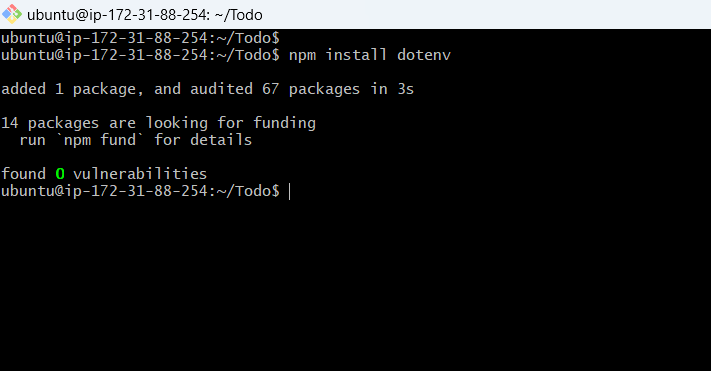 ubuntu@ip-172-31-88-254: ~/Todo
ubuntu@ip-172-31-88-254:~/Todo$
ubuntu@ip-172-31-88-254:~/Todo$ npm install dotenv
added 1 package, and audited 67 packages in 3s
14 packages are looking for funding
  run `npm fund` for details
found 0 vulnerabilities
ubuntu@ip-172-31-88-254:~/Todo$